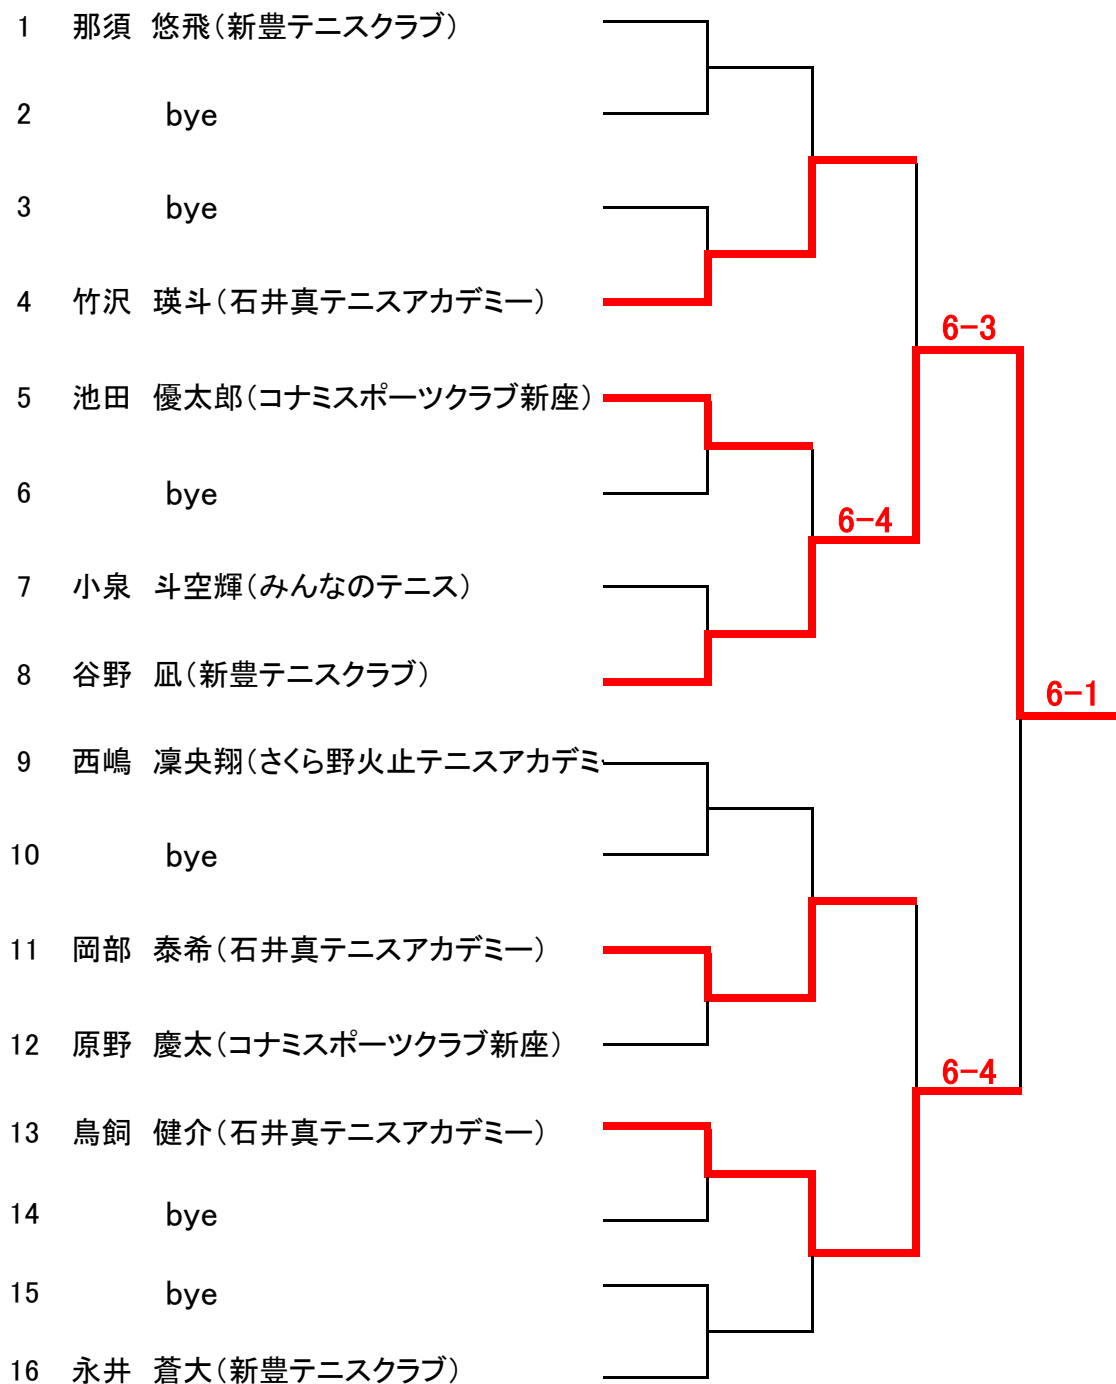 1 那須 悠飛(新豊テニスクラブ)
2 bye
3 bye
4 竹沢 瑛斗(石井真テニスアカデミー)
6-3
5 池田 優太郎(コナミスポーツクラブ新座)
6 bye
6-4
7 小泉 斗空輝(みんなのテニス)
8 谷野 凪(新豊テニスクラブ)
6-1
9 西嶋 凜央翔(さくら野火止テニスアカデミ
10 bye
11 岡部 泰希(石井真テニスアカデミー)
12 原野 慶太(コナミスポーツクラブ新座)
6-4
13 鳥飼 健介(石井真テニスアカデミー)
14 bye
15 bye
16 永井 蒼大(新豊テニスクラブ)